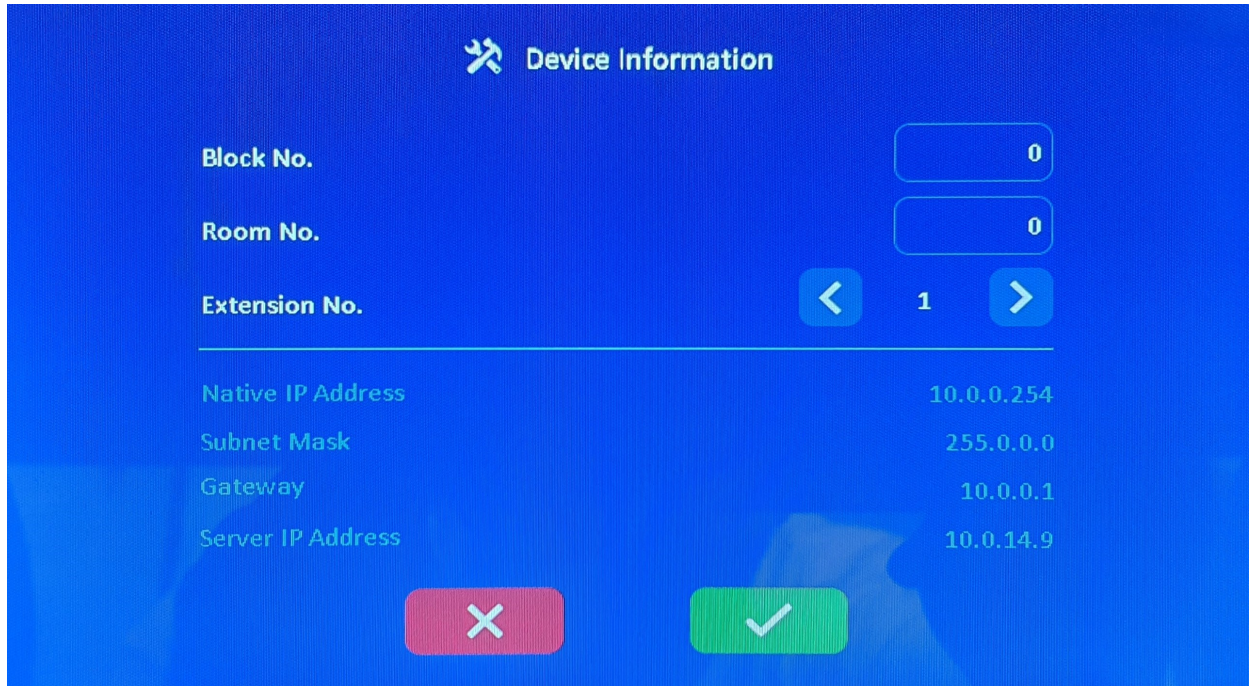 Device Information
Block No. 0
Room No. 0
Extension No. 1
Native IP Address 10.0.0.254
Subnet Mask 255.0.0.0
Gateway 10.0.0.1
Server IP Address 10.0.14.9